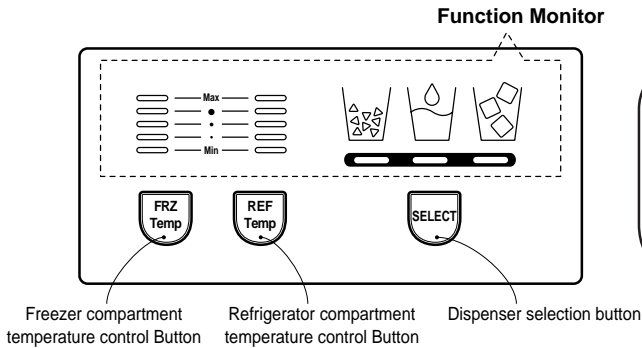 Function Monitor
Max
Min
FRZ
Temp
REF
Temp
SELECT
Freezer compartment
temperature control Button
Refrigerator compartment
temperature control Button
Dispenser selection button